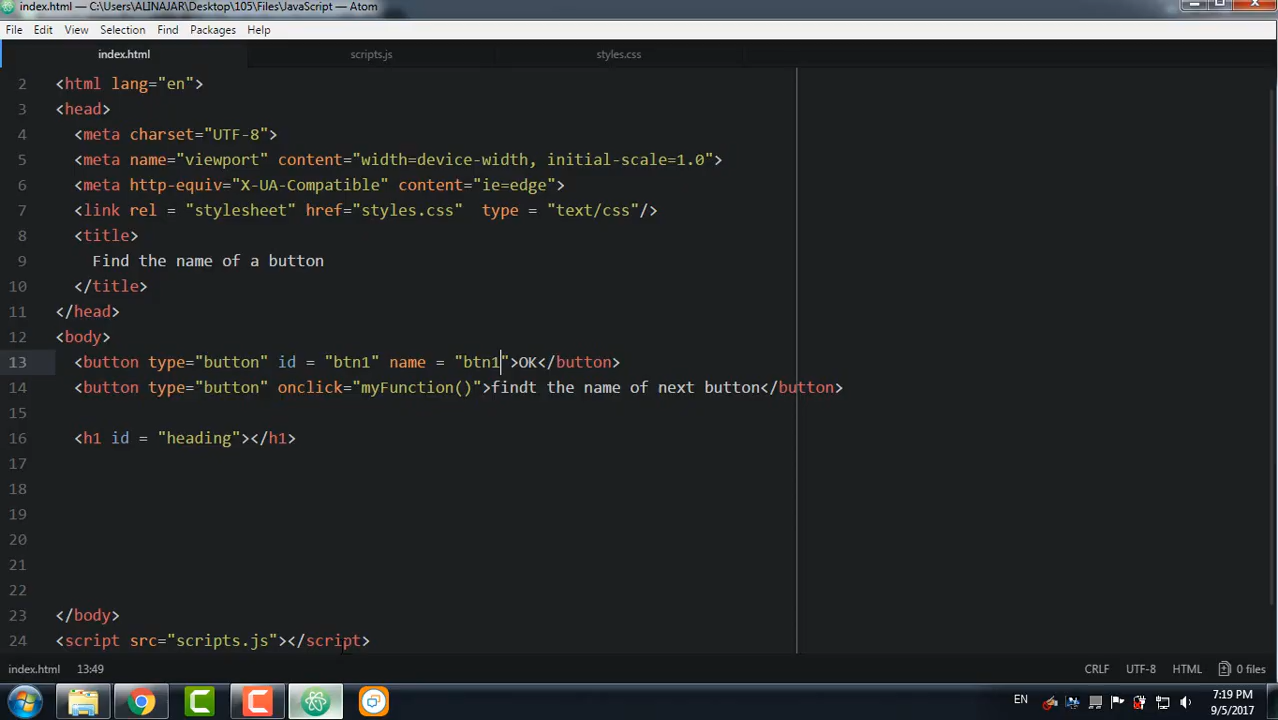 index.html — C:\Users\ALINAJAR\Desktop\105\Files\JavaScript — Atom
File Edit View Selection Find Packages Help
index.html scripts.js styles.css
2 <html lang="en">
3 <head>
4 <meta charset="UTF-8">
5 <meta name="viewport" content="width=device-width, initial-scale=1.0">
6 <meta http-equiv="X-UA-Compatible" content="ie=edge">
7 <link rel = "stylesheet" href="styles.css"  type = "text/css"/>
8 <title>
9 Find the name of a button
10 </title>
11 </head>
12 <body>
13 <button type="button" id = "btn1" name = "btn1">OK</button>
14 <button type="button" onclick="myFunction()">findt the name of next button</button>
15
16 <h1 id = "heading"></h1>
17
18
19
20
21
22
23 </body>
24 <script src="scripts.js"></script>
index.html 13:49 CRLF UTF-8 HTML 0 files
EN 7:19 PM
9/5/2017